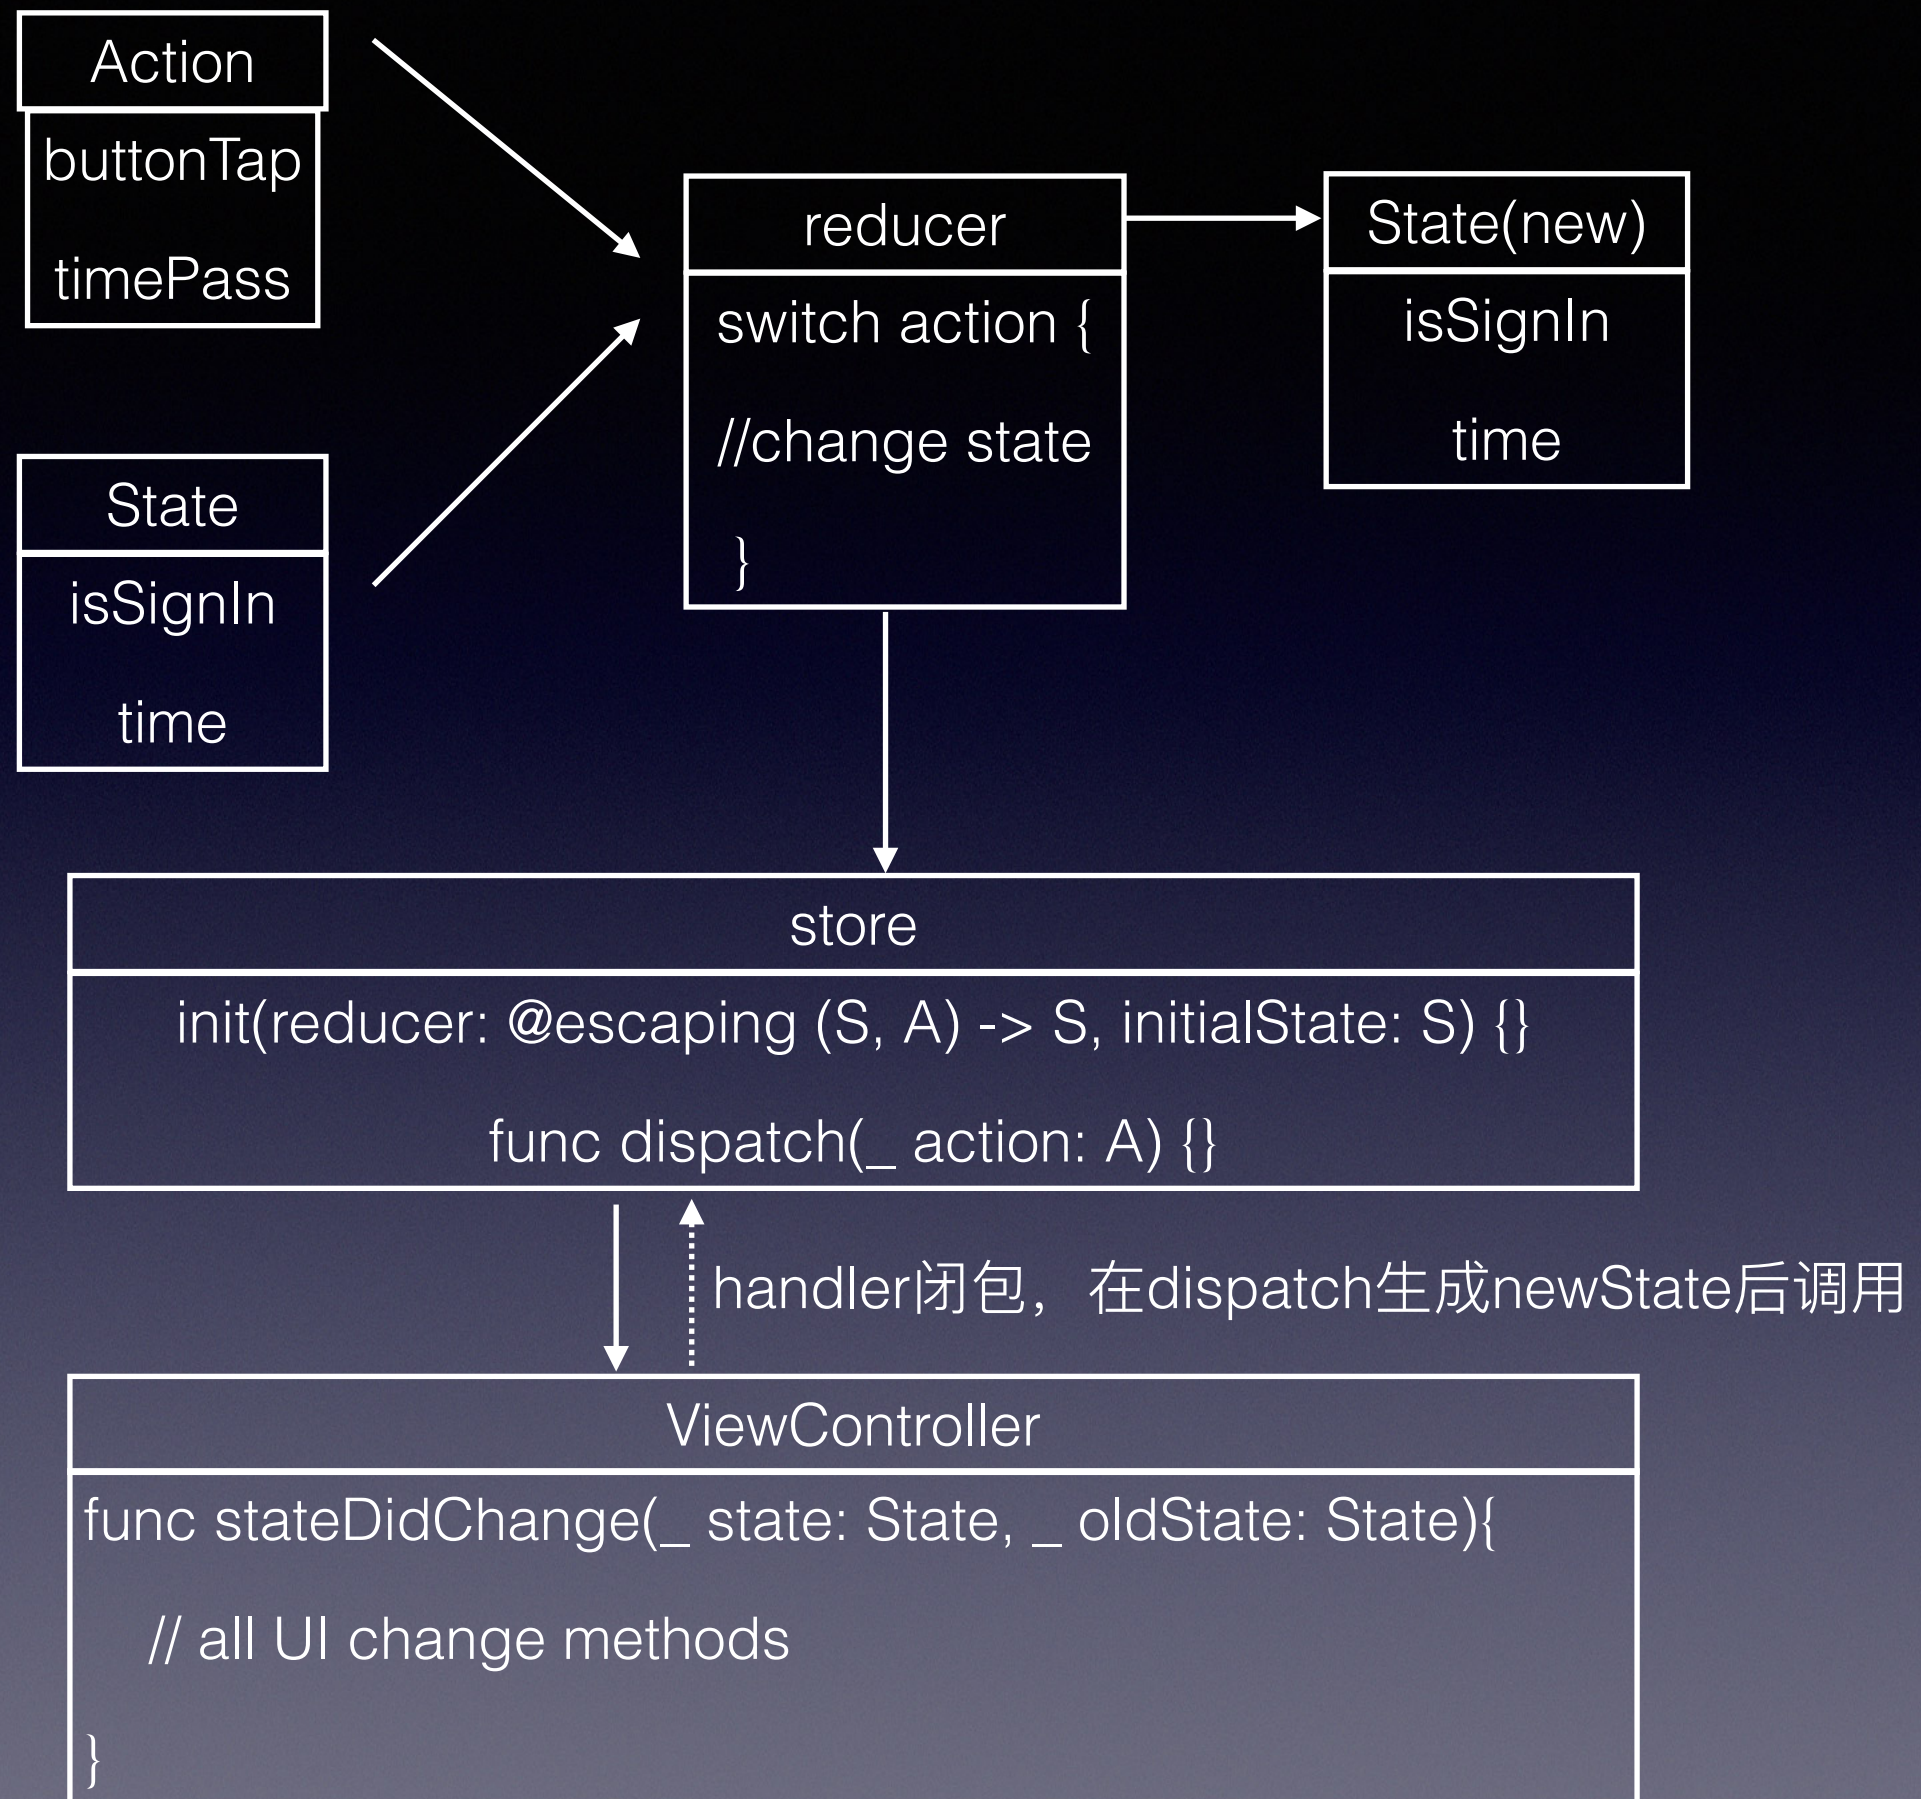 Action
buttonTap
timePass
State
isSignIn
time
reducer
switch action {
//change state
}
State(new)
isSignIn
time
store
init(reducer: @escaping (S, A) -> S, initialState: S) {}
func dispatch(_ action: A) {}
handler闭包，在dispatch生成newState后调用
ViewController
func stateDidChange(_ state: State, _ oldState: State){
// all UI change methods
}